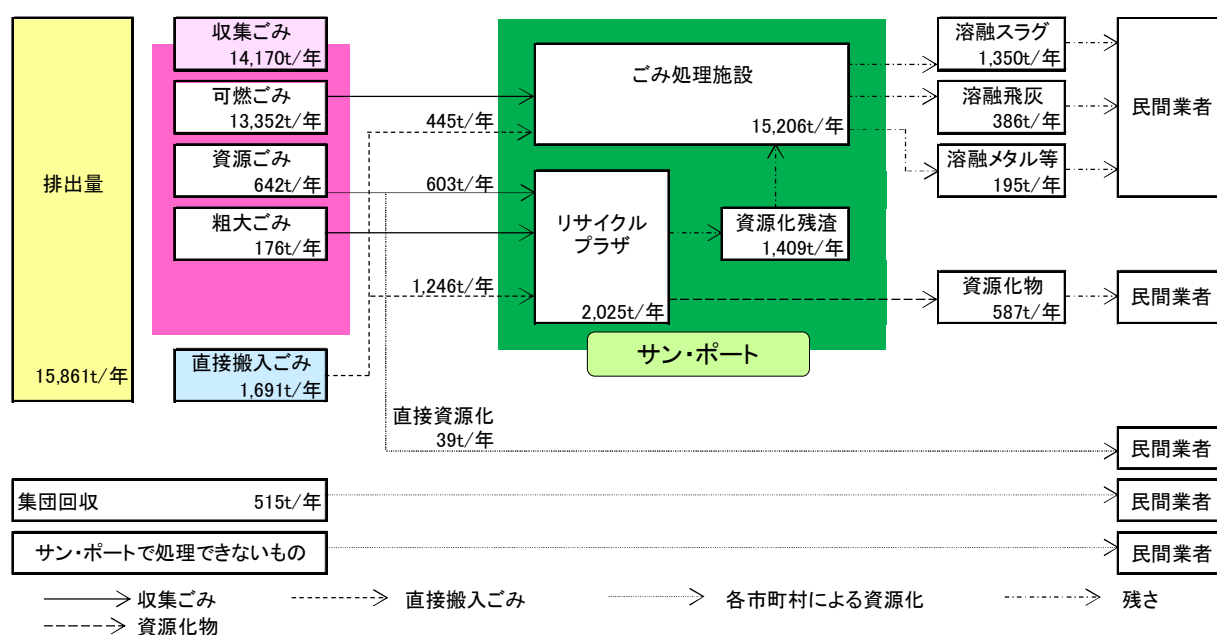 排出量
15,861t/年
収集ごみ
14,170t/年
可燃ごみ
13,352t/年
資源ごみ
642t/年
粗大ごみ
176t/年
直接搬入ごみ
1,691t/年
445t/年
603t/年
1,246t/年
ごみ処理施設
15,206t/年
リサイクル
プラザ
2,025t/年
資源化残渣
1,409t/年
サン・ポート
溶融スラグ
1,350t/年
溶融飛灰
386t/年
溶融メタル等
195t/年
民間業者
資源化物
587t/年
民間業者
直接資源化
39t/年
民間業者
集団回収 515t/年
民間業者
サン・ポートで処理できないもの
民間業者
収集ごみ 直接搬入ごみ 各市町村による資源化 残さ
資源化物